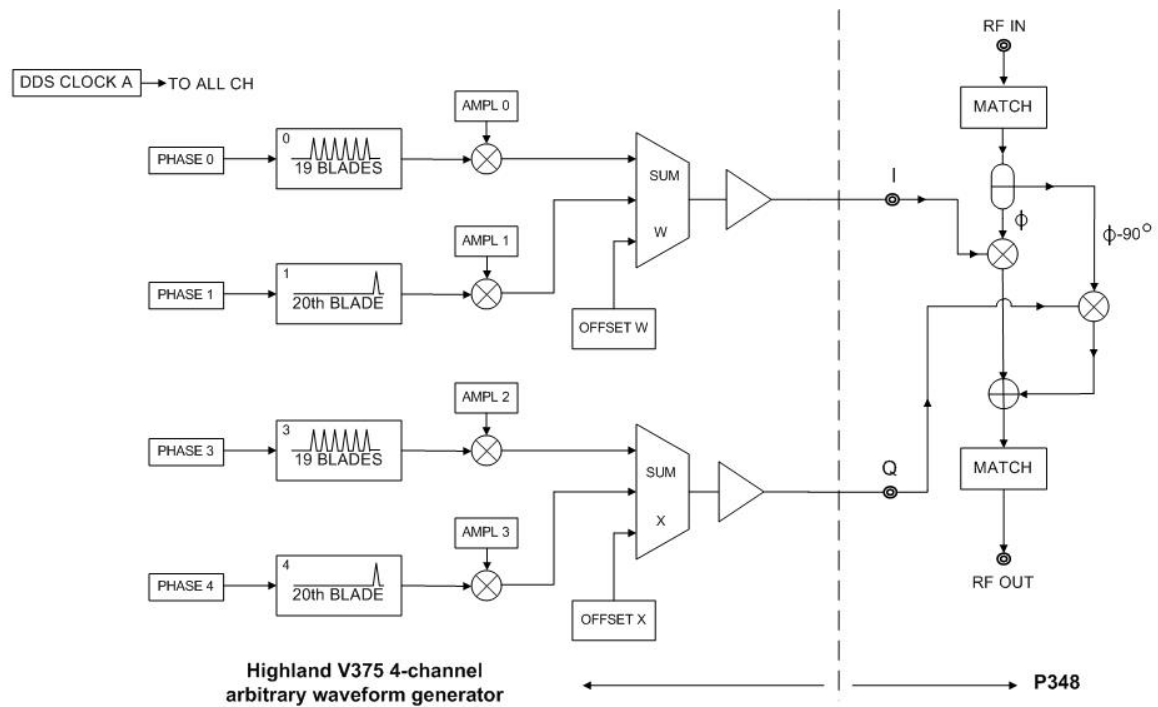 RF IN
DDS CLOCK A
TO ALL CH
MATCH
AMPL 0
0
19 BLADES
PHASE 0
SUM
W
I
ϕ
ϕ-90°
AMPL 1
1
20th BLADE
PHASE 1
OFFSET W
AMPL 2
3
19 BLADES
PHASE 3
SUM
X
Q
MATCH
AMPL 3
4
20th BLADE
PHASE 4
OFFSET X
RF OUT
Highland V375 4-channel
arbitrary waveform generator
P348